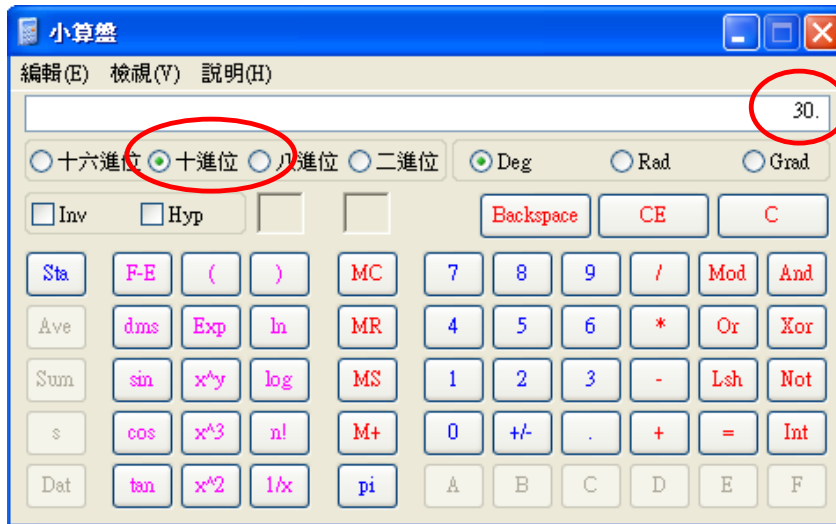 小算盤
編輯(E) 檢視(V) 說明(H)
30.
十六進位 十進位 八進位 二進位 Deg Rad Grad
Inv Hyp Backspace CE C
Sta F-E ( ) MC 7 8 9 / Mod And
Ave dms Exp ln MR 4 5 6 * Or Xor
Sum sin x^y log MS 1 2 3 - Lsh Not
s cos x^3 n! M+ 0 +/- . + = Int
Dat tan x^2 1/x pi A B C D E F